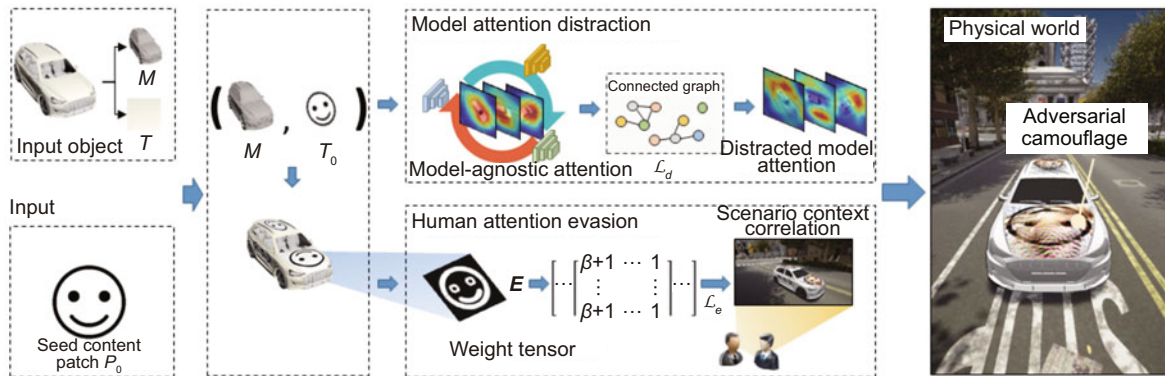 M
T
Input object
Input
Seed content
patch P₀
( M , T₀ )
Model attention distraction
Model-agnostic attention
Connected graph
ℒd
Distracted model
attention
Human attention evasion
Weight tensor
E
β+1 ⋯ 1
⋯ ⋮ ⋮ ⋯
β+1 ⋯ 1
ℒe
Scenario context
correlation
Physical world
Adversarial
camouflage